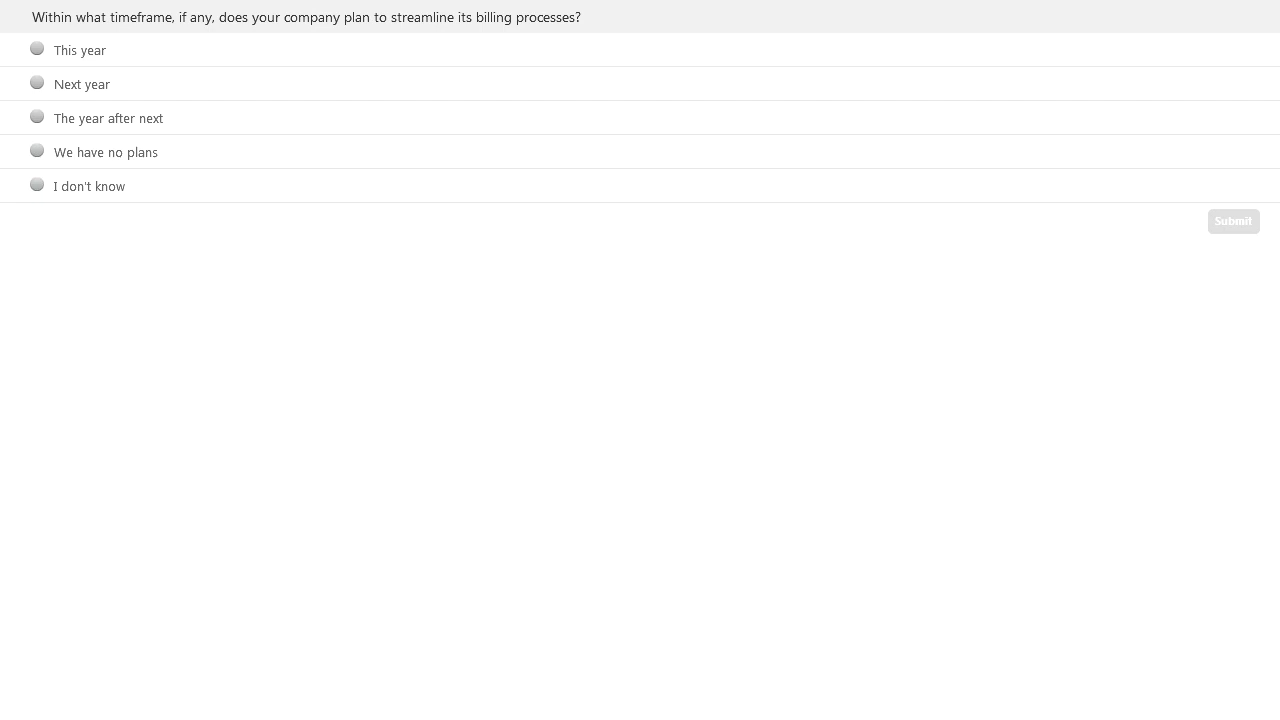 Within what timeframe, if any, does your company plan to streamline its billing processes?
This year
Next year
The year after next
We have no plans
I don't know
Submit